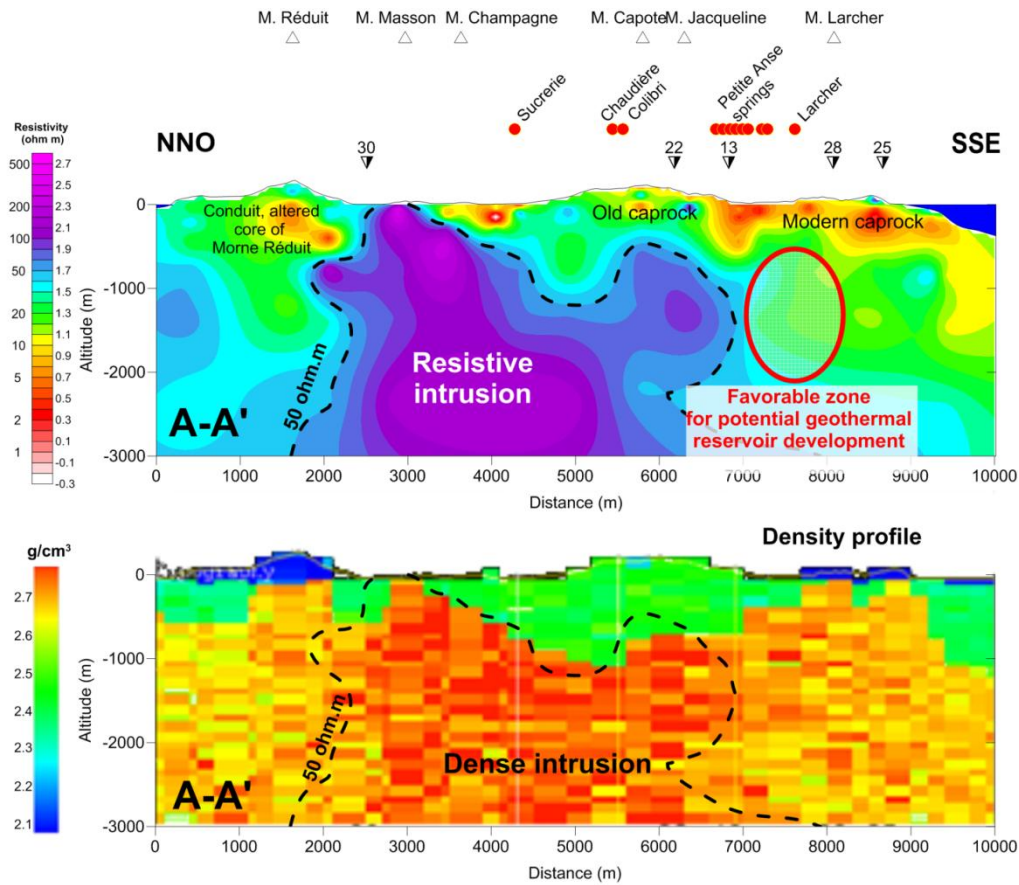 M. Réduit M. Masson M. Champagne M. Capote M. Jacqueline M. Larcher
Sucrerie
Chaudière
Colibri
Petite Anse
springs
Larcher
Resistivity
(ohm m)
NNO
30 22 13 28 25
SSE
500 2.7
2.5
200 2.3
2.1
100 1.9
50 1.7
1.5
20 1.3
1.1
10 0.9
0.7
5
0.5
2 0.3
0.1
1 -0.1
-0.3
Altitude (m)
0
-1000
-2000
-3000
Conduit, altered
core of
Morne Réduit
Old caprock
Modern caprock
Resistive
intrusion
50 ohm.m
A-A'
Favorable zone
for potential geothermal
reservoir development
0 1000 2000 3000 4000 5000 6000 7000 8000 9000 10000
Distance (m)
g/cm³
2.7
2.6
2.5
2.4
2.3
2.2
2.1
Density profile
Altitude (m)
0
-1000
-2000
-3000
50 ohm.m
Dense intrusion
A-A'
0 1000 2000 3000 4000 5000 6000 7000 8000 9000 10000
Distance (m)